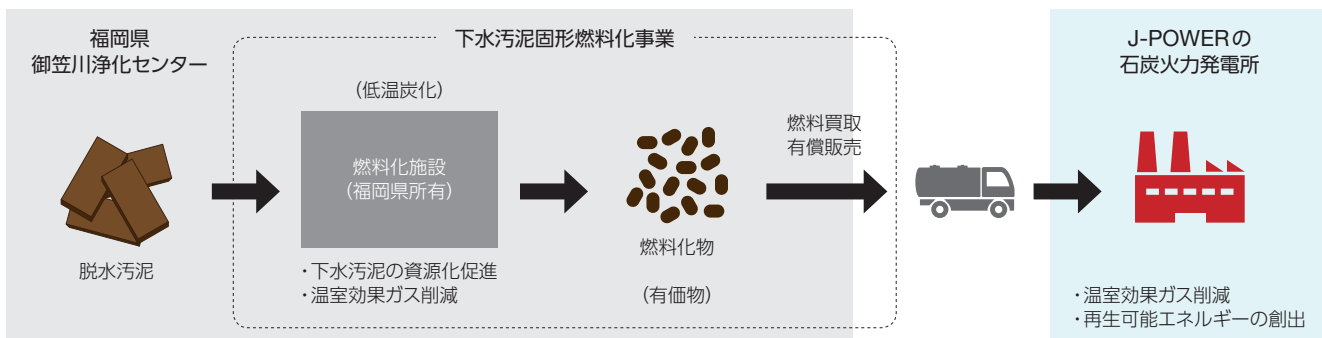 福岡県
御笠川浄化センター
脱水汚泥
下水汚泥固形燃料化事業
（低温炭化）
燃料化施設
（福岡県所有）
・下水汚泥の資源化促進
・温室効果ガス削減
燃料化物
（有価物）
燃料買取
有償販売
J-POWERの
石炭火力発電所
・温室効果ガス削減
・再生可能エネルギーの創出